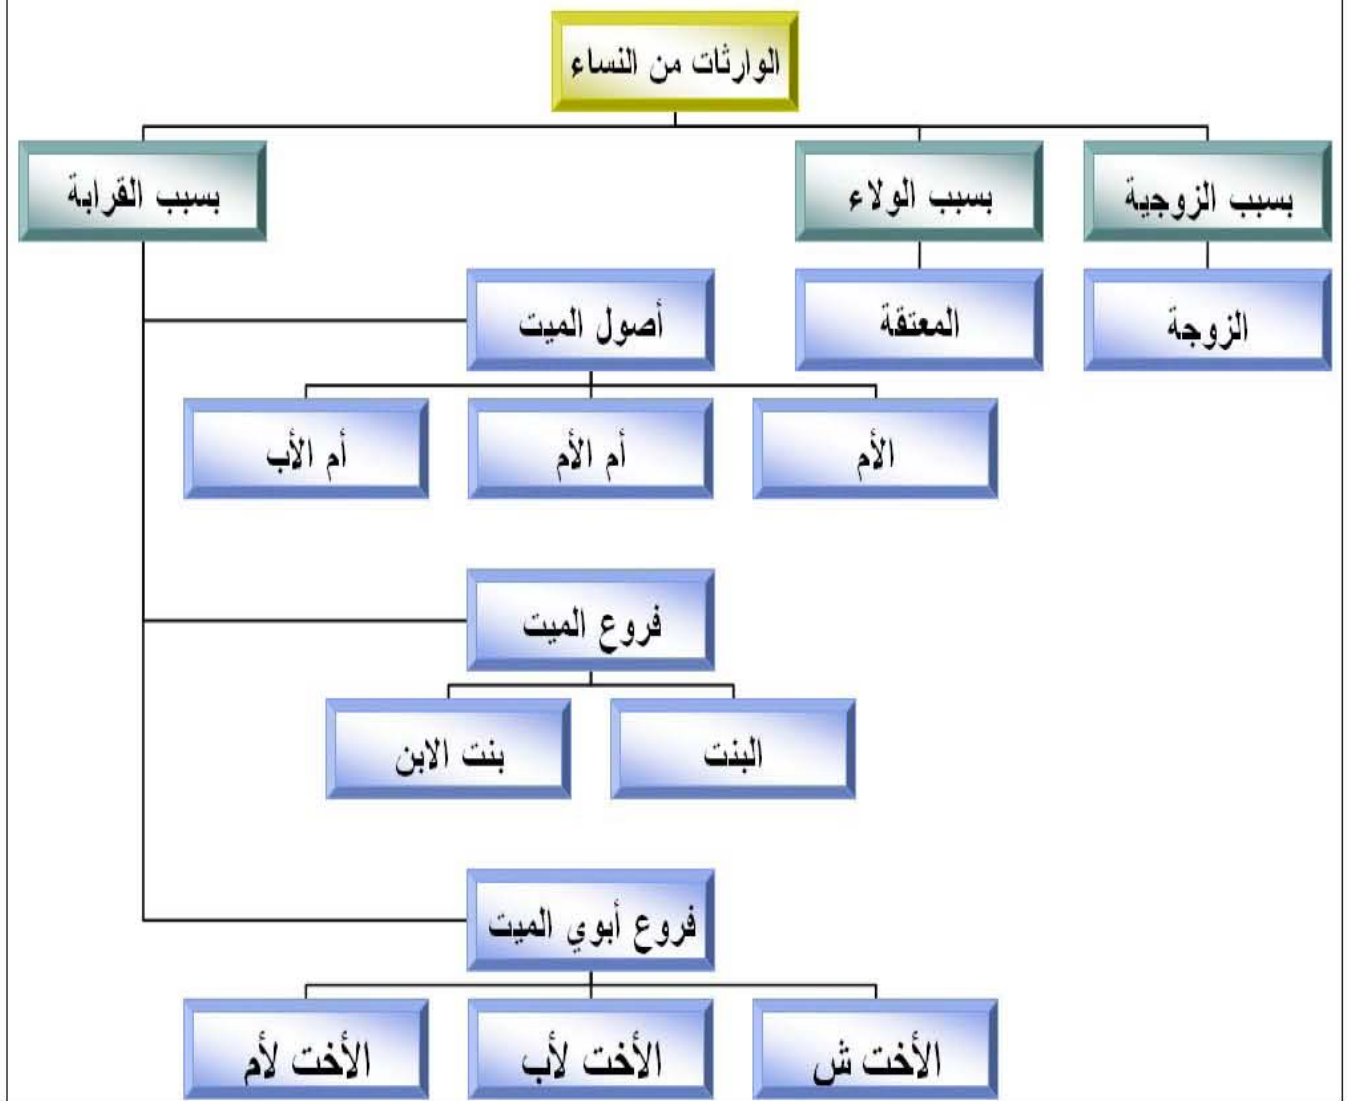 الوارثات من النساء
بسبب الزوجية
بسبب الولاء
بسبب القرابة
الزوجة
المعتقة
أصول الميت
الأم
أم الأم
أم الأب
فروع الميت
البنت
بنت الابن
فروع أبوي الميت
الأخت ش
الأخت لأب
الأخت لأم